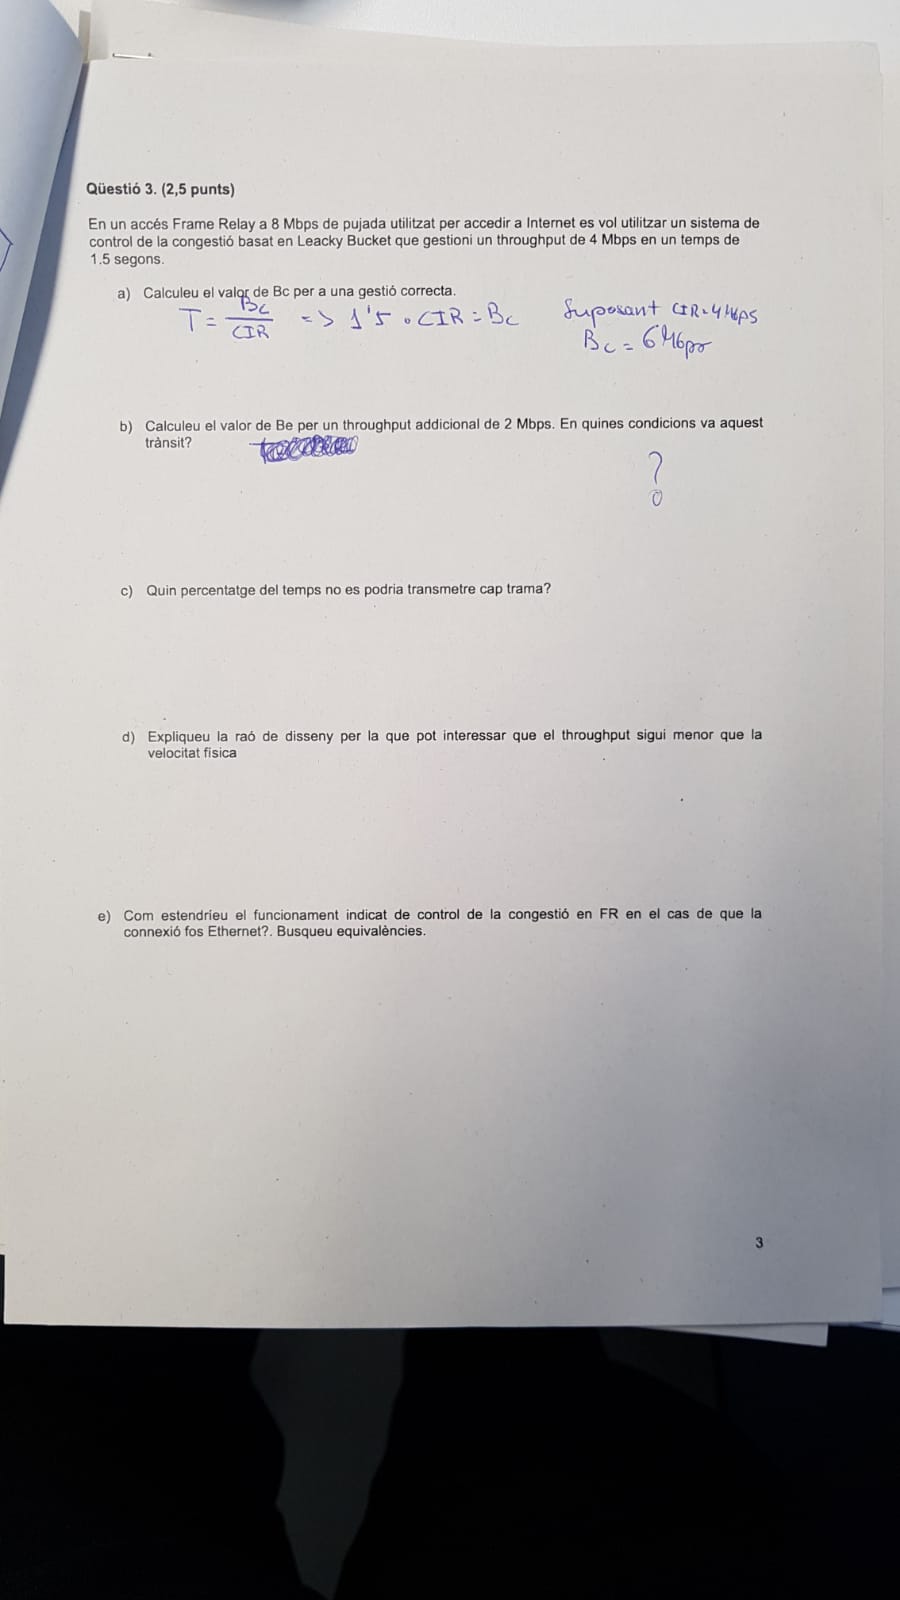 Qüestió 3. (2,5 punts)
En un accés Frame Relay a 8 Mbps de pujada utilitzat per accedir a Internet es vol utilitzar un sistema de
control de la congestió basat en Leacky Bucket que gestioni un throughput de 4 Mbps en un temps de
1.5 segons.
a) Calculeu el valor de Bc per a una gestió correcta.
T = Bc / CIR => 1'5 · CIR = Bc
Suposant CIR = 4 Mbps
Bc = 6 Mbps
b) Calculeu el valor de Be per un throughput addicional de 2 Mbps. En quines condicions va aquest
trànsit?
?
c) Quin percentatge del temps no es podria transmetre cap trama?
d) Expliqueu la raó de disseny per la que pot interessar que el throughput sigui menor que la
velocitat física
e) Com estendrieu el funcionament indicat de control de la congestió en FR en el cas de que la
connexió fos Ethernet?. Busqueu equivalències.
3